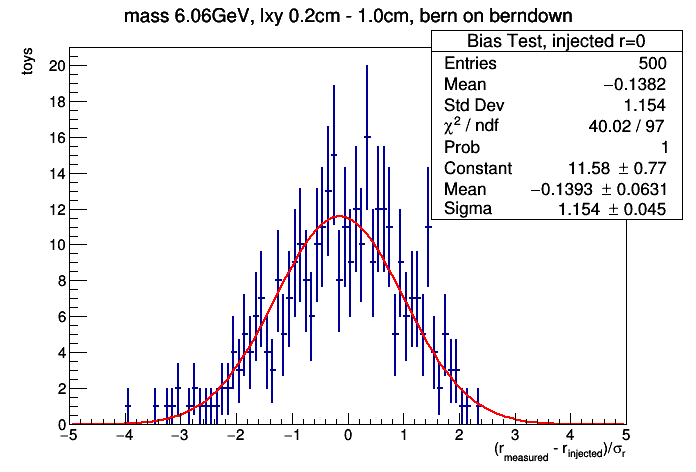 mass 6.06GeV, lxy 0.2cm - 1.0cm, bern on berndown
Bias Test, injected r=0
Entries 500
Mean −0.1382
Std Dev 1.154
χ² / ndf 40.02 / 97
Prob 1
Constant 11.58 ± 0.77
Mean −0.1393 ± 0.0631
Sigma 1.154 ± 0.045
toys
20
18
16
14
12
10
8
6
4
2
0
−5 −4 −3 −2 −1 0 1 2 3 4 5
(r_measured - r_injected)/σ_r